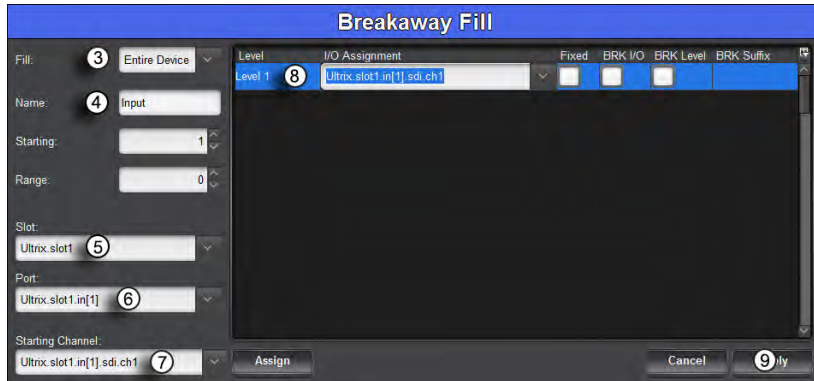 Breakaway Fill
Fill: 3 Entire Device
Name: 4 Input
Starting: 1
Range: 0
Slot:
Ultrix.slot1 5
Port:
Ultrix.slot1.in[1] 6
Starting Channel:
Ultrix.slot1.in[1].sdi.ch1 7
Level I/O Assignment Fixed BRK I/O BRK Level BRK Suffix
Level 1 8 Ultrix.slot1.in[1].sdi.ch1
Assign Cancel 9 ly